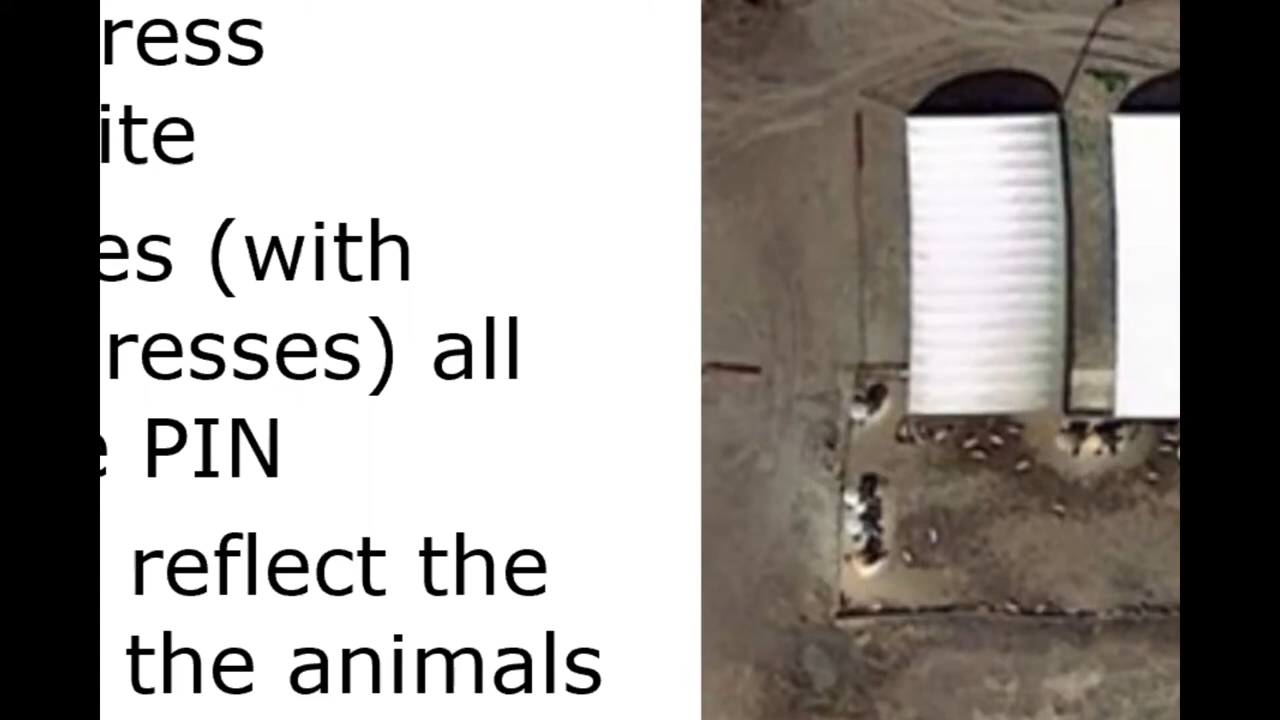 ress
ite
es (with
resses) all
e PIN
reflect the
the animals